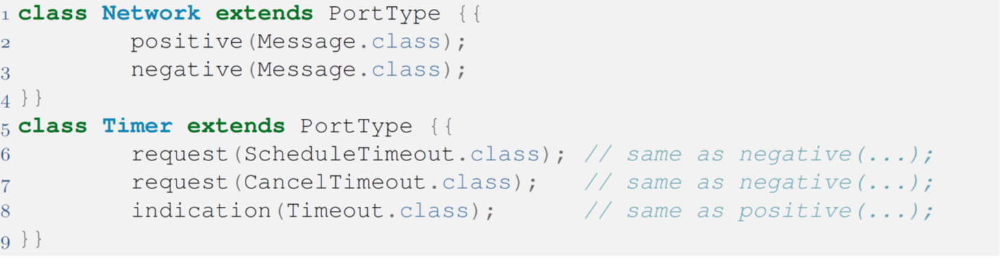 1 class Network extends PortType {{
2         positive(Message.class);
3         negative(Message.class);
4 }}
5 class Timer extends PortType {{
6         request(ScheduleTimeout.class); // same as negative(...);
7         request(CancelTimeout.class);   // same as negative(...);
8         indication(Timeout.class);      // same as positive(...);
9 }}